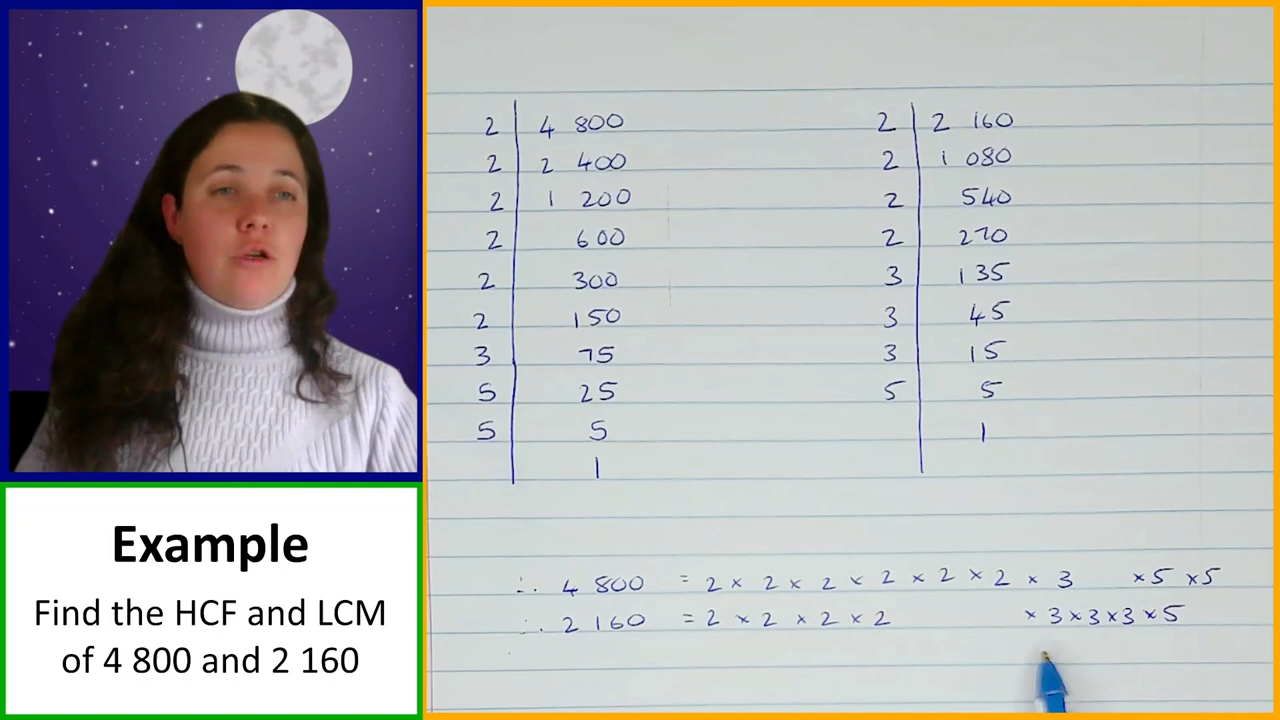 2 | 4 800
2 | 2 400
2 | 1 200
2 | 600
2 | 300
2 | 150
3 | 75
5 | 25
5 | 5
1
2 | 2 160
2 | 1 080
2 | 540
2 | 270
3 | 135
3 | 45
3 | 15
5 | 5
1
∴ 4 800 = 2 × 2 × 2 × 2 × 2 × 2 × 3 × 5 × 5
∴ 2 160 = 2 × 2 × 2 × 2 × 3 × 3 × 3 × 5
Example
Find the HCF and LCM
of 4 800 and 2 160